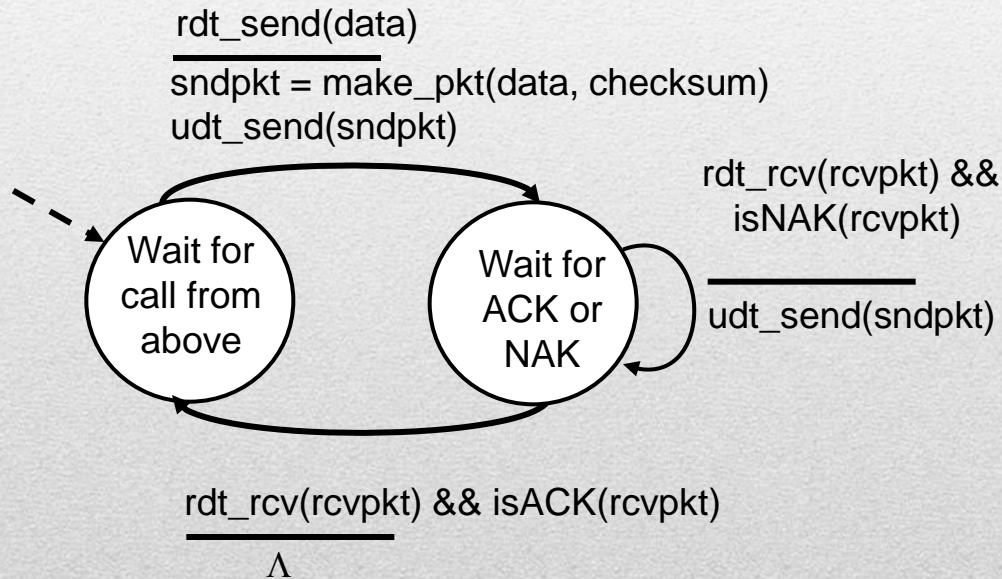 rdt_send(data)
sndpkt = make_pkt(data, checksum)
udt_send(sndpkt)
rdt_rcv(rcvpkt) &&
isNAK(rcvpkt)
udt_send(sndpkt)
Wait for
call from
above
Wait for
ACK or
NAK
rdt_rcv(rcvpkt) && isACK(rcvpkt)
Λ